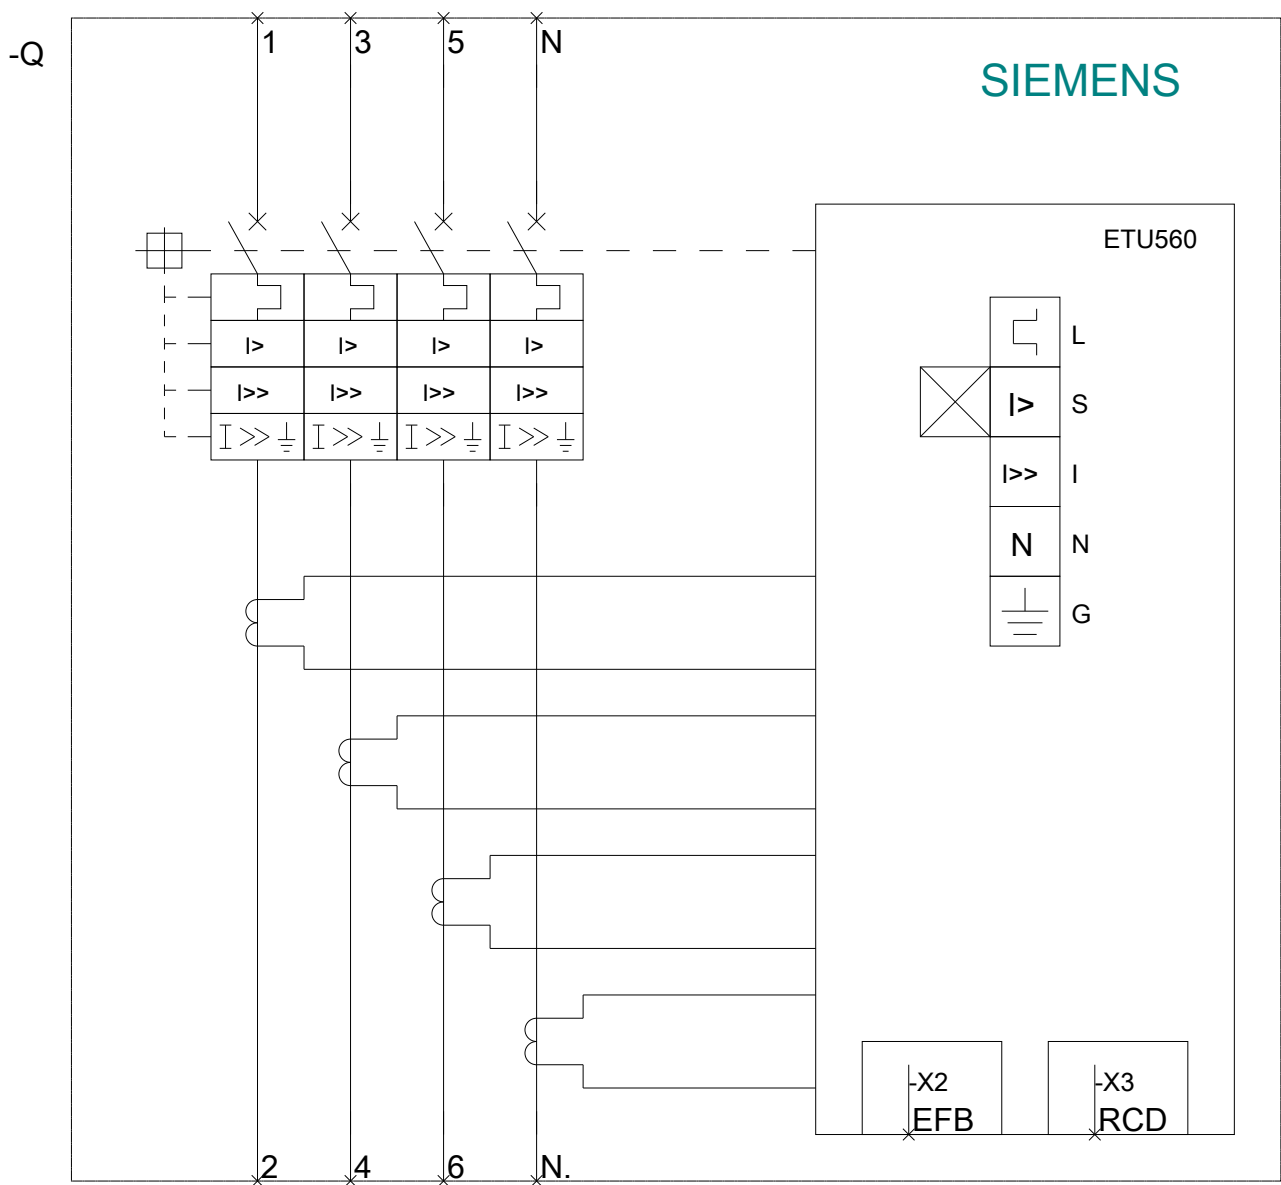 1 3 5 N
-Q
SIEMENS
ETU560
I> I> I> I>
I>> I>> I>> I>>
I >> I >> I >> I >>
L
I> S
I>> I
N N
G
-X2 -X3
EFB RCD
2 4 6 N.